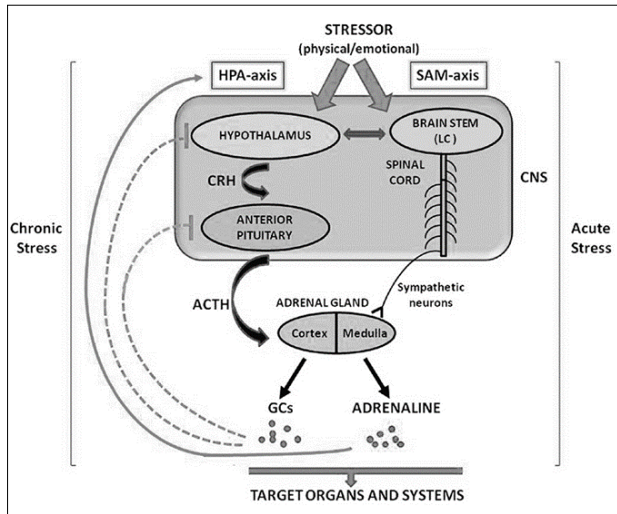 STRESSOR
(physical/emotional)
HPA-axis
SAM-axis
HYPOTHALAMUS
BRAIN STEM
(LC)
SPINAL
CORD
CNS
CRH
ANTERIOR
PITUITARY
Chronic
Stress
Acute
Stress
ACTH
ADRENAL GLAND
Sympathetic
neurons
Cortex
Medulla
GCs
ADRENALINE
TARGET ORGANS AND SYSTEMS